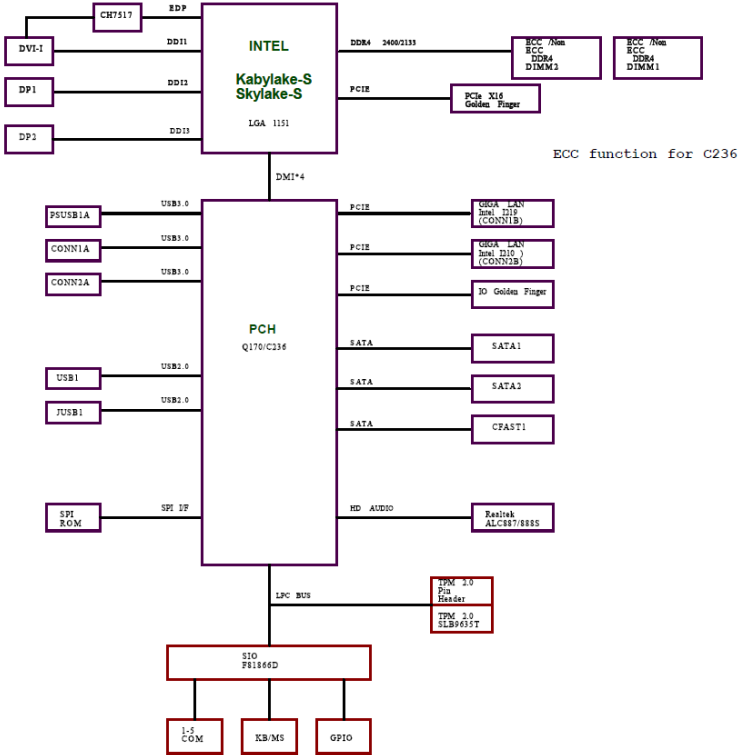 CH7517
EDP
DVI-I
DDI1
DP1
DDI2
DP2
DDI3
INTEL
Kabylake-S
Skylake-S
LGA 1151
DDR4 2400/2133
ECC /Non
ECC
DDR4
DIMM2
ECC /Non
ECC
DDR4
DIMM1
PCIE
PCIe X16
Golden Finger
ECC function for C236
DMI*4
PSUSB1A
USB3.0
CONN1A
USB3.0
CONN2A
USB3.0
USB1
USB2.0
JUSB1
USB2.0
SPI
ROM
SPI I/F
PCH
Q170/C236
PCIE
GIGA LAN
Intel I219
(CONN1B)
PCIE
GIGA LAN
Intel I210 )
(CONN2B)
PCIE
IO Golden Finger
SATA
SATA1
SATA
SATA2
SATA
CFAST1
HD AUDIO
Realtek
ALC887/888S
LPC BUS
TPM 2.0
Pin
Header
TPM 2.0
SLB9635T
SIO
F81866D
1-5
COM
KB/MS
GPIO